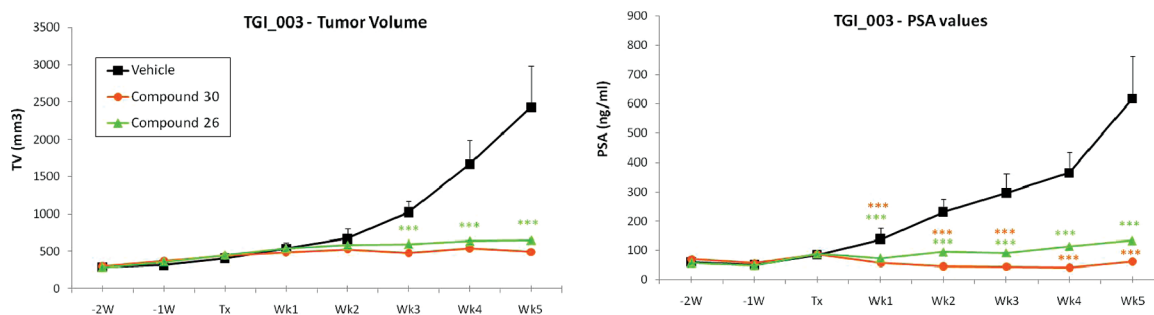 TGI_003 - Tumor Volume
3500
3000
2500
2000
1500
1000
500
0
TV (mm3)
Vehicle
Compound 30
Compound 26
***
***
***
-2W
-1W
Tx
Wk1
Wk2
Wk3
Wk4
Wk5
TGI_003 - PSA values
900
800
700
600
500
400
300
200
100
0
PSA (ng/ml)
***
***
***
***
***
***
***
***
***
***
-2W
-1W
Tx
Wk1
Wk2
Wk3
Wk4
Wk5